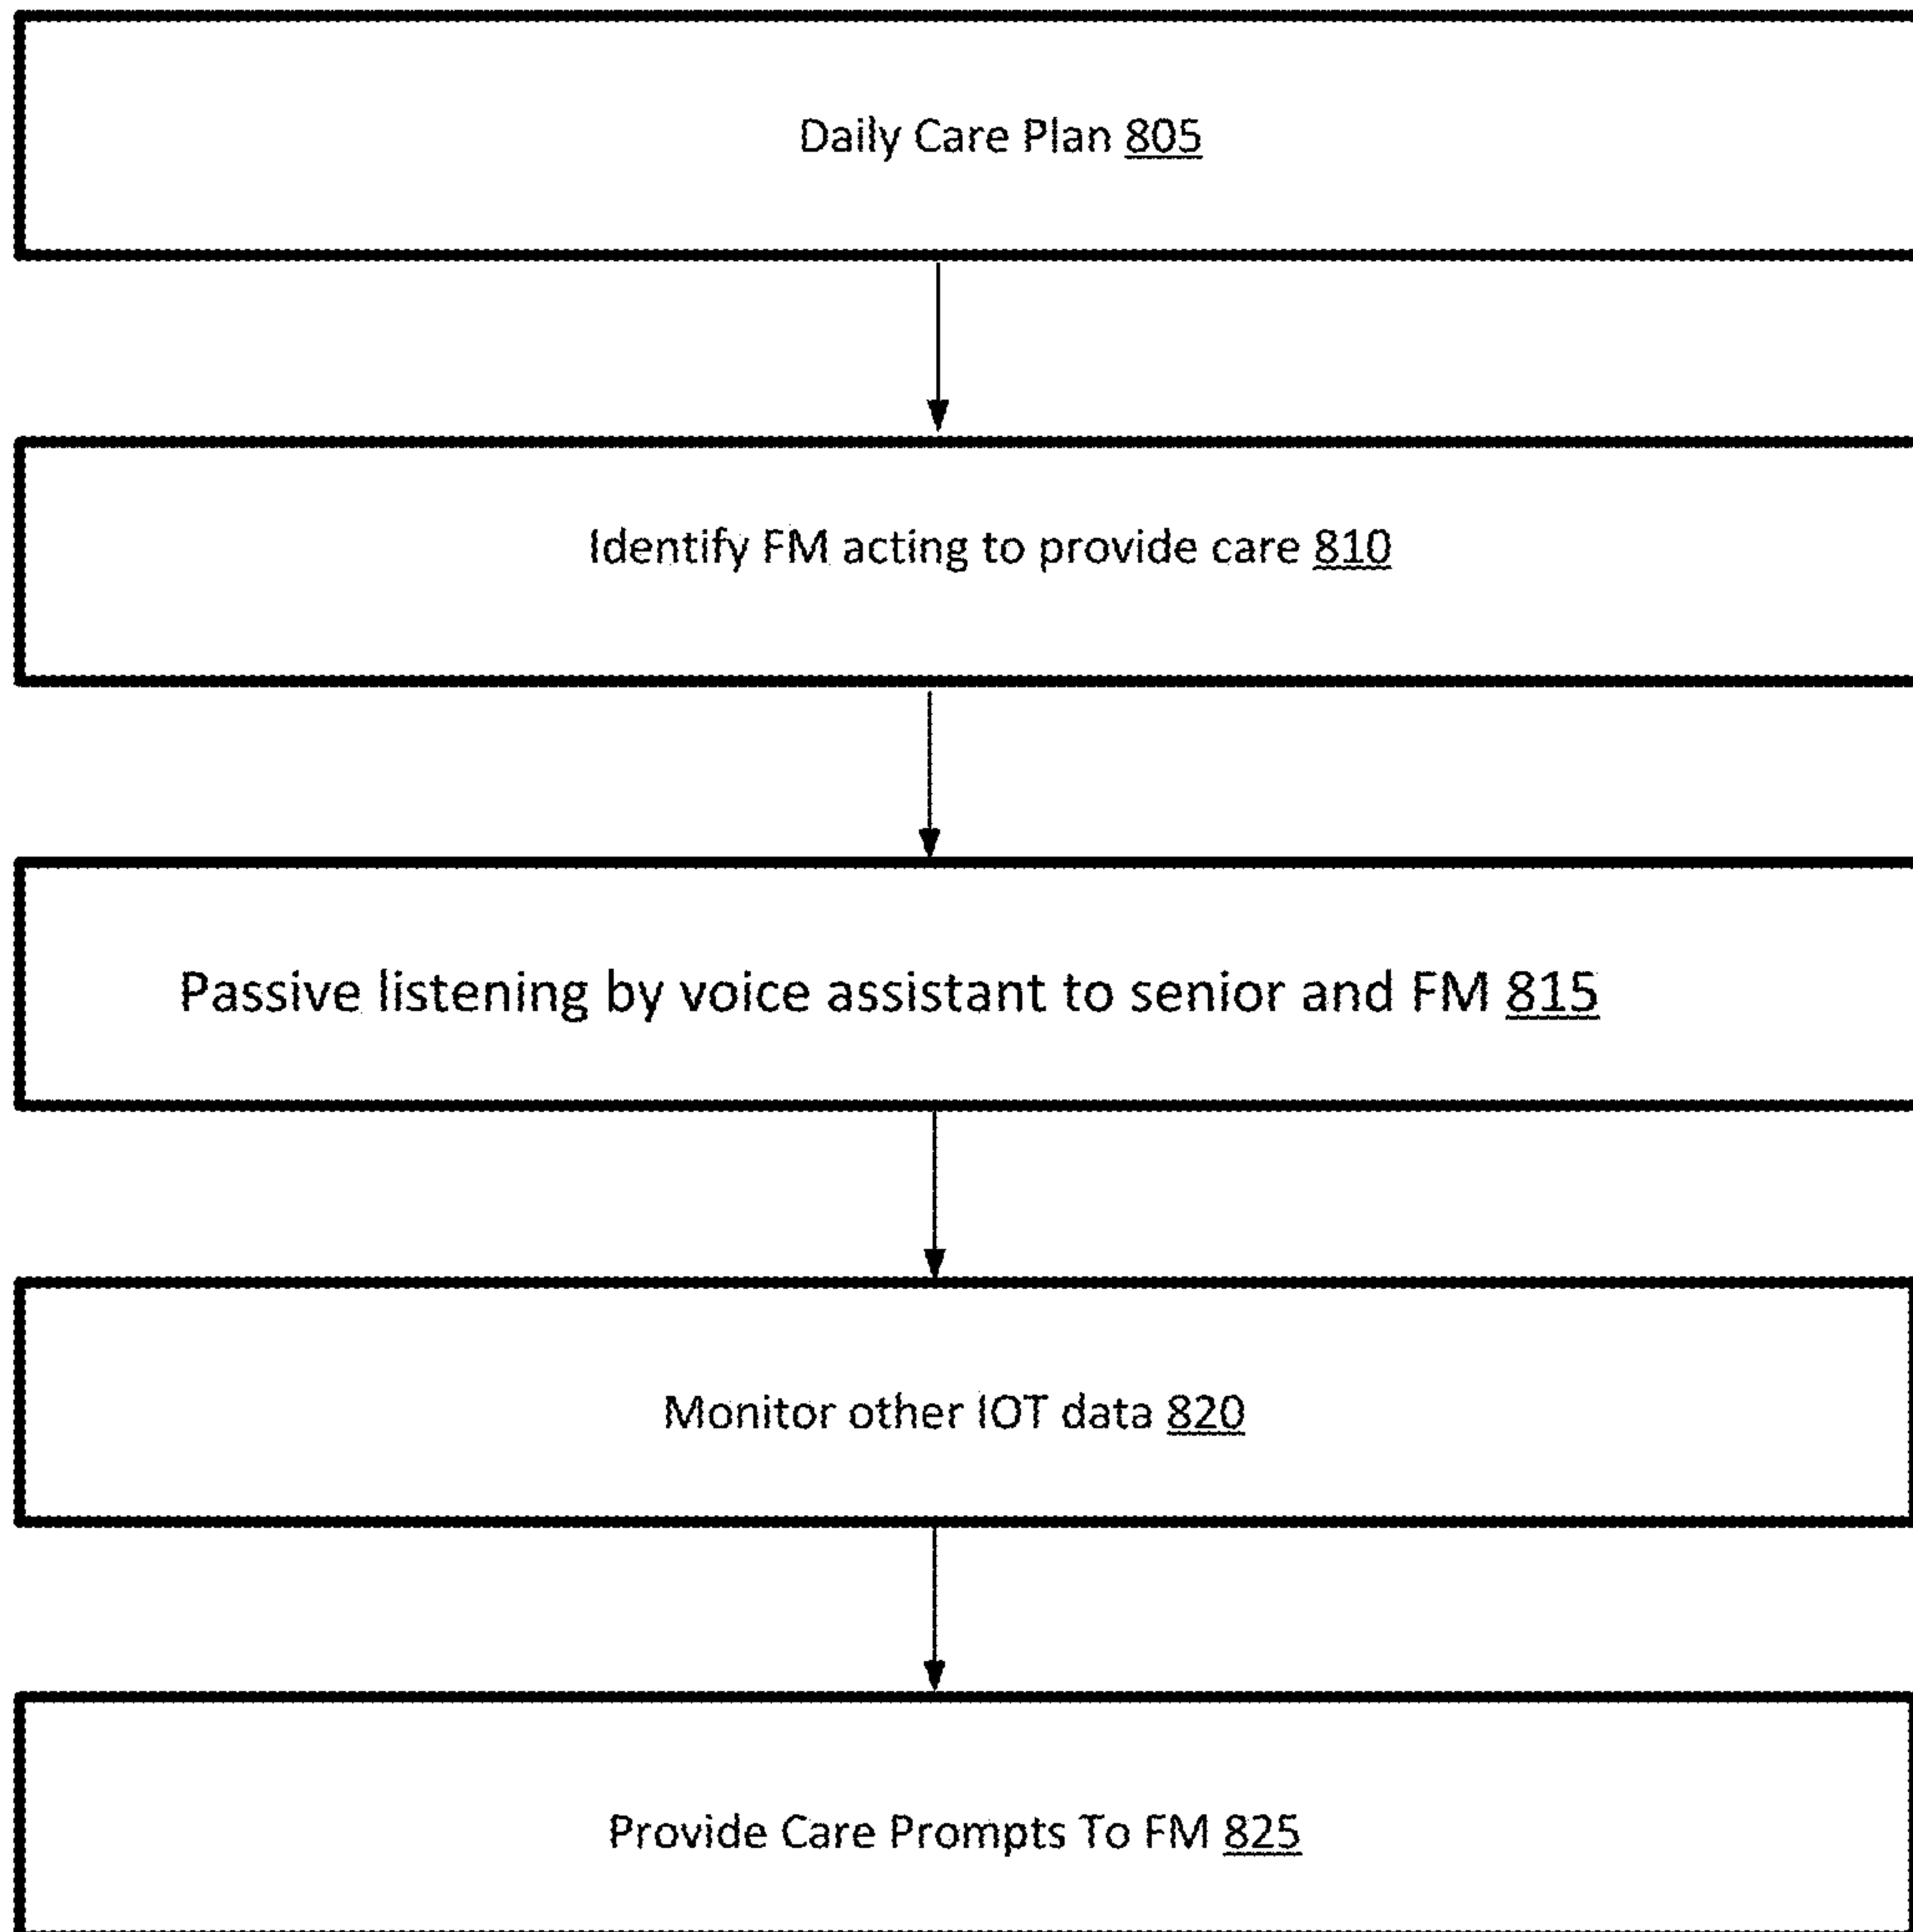 Daily Care Plan 805
Identify FM acting to provide care 810
Passive listening by voice assistant to senior and FM 815
Monitor other IOT data 820
Provide Care Prompts To FM 825